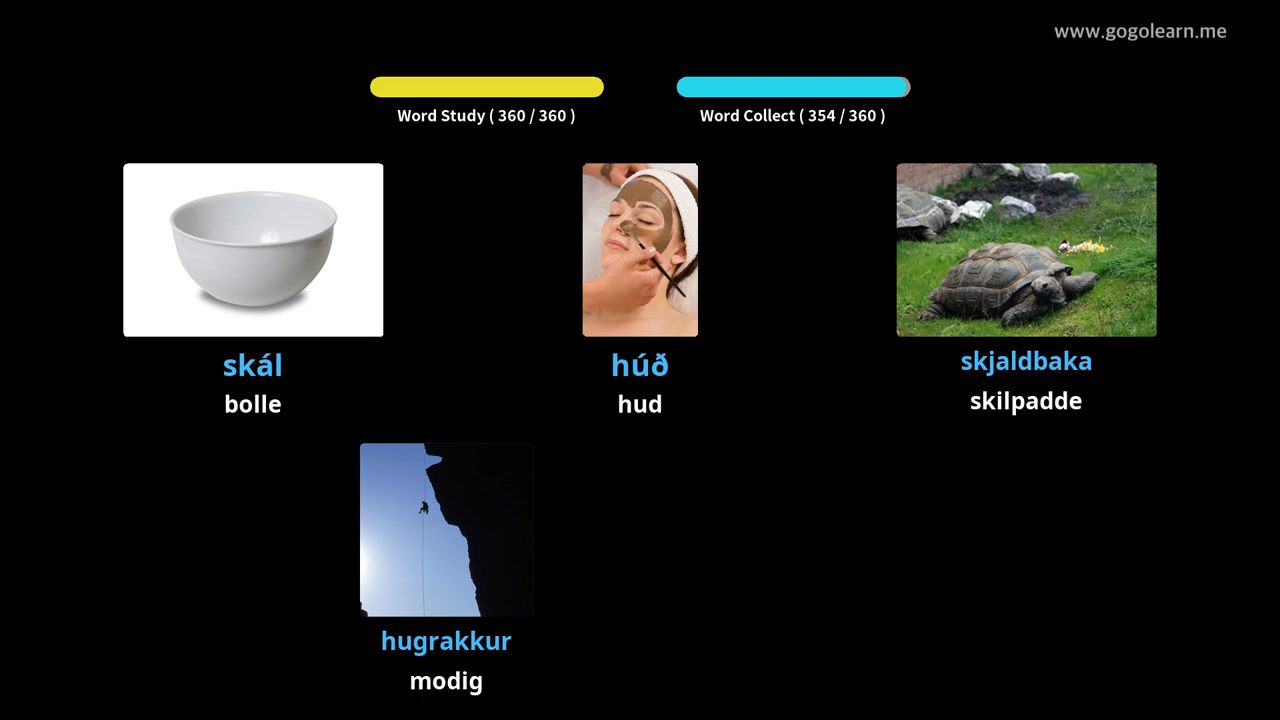 www.gogolearn.me
Word Study ( 360 / 360 )
Word Collect ( 354 / 360 )
skál
bolle
húð
hud
skjaldbaka
skilpadde
hugrakkur
modig